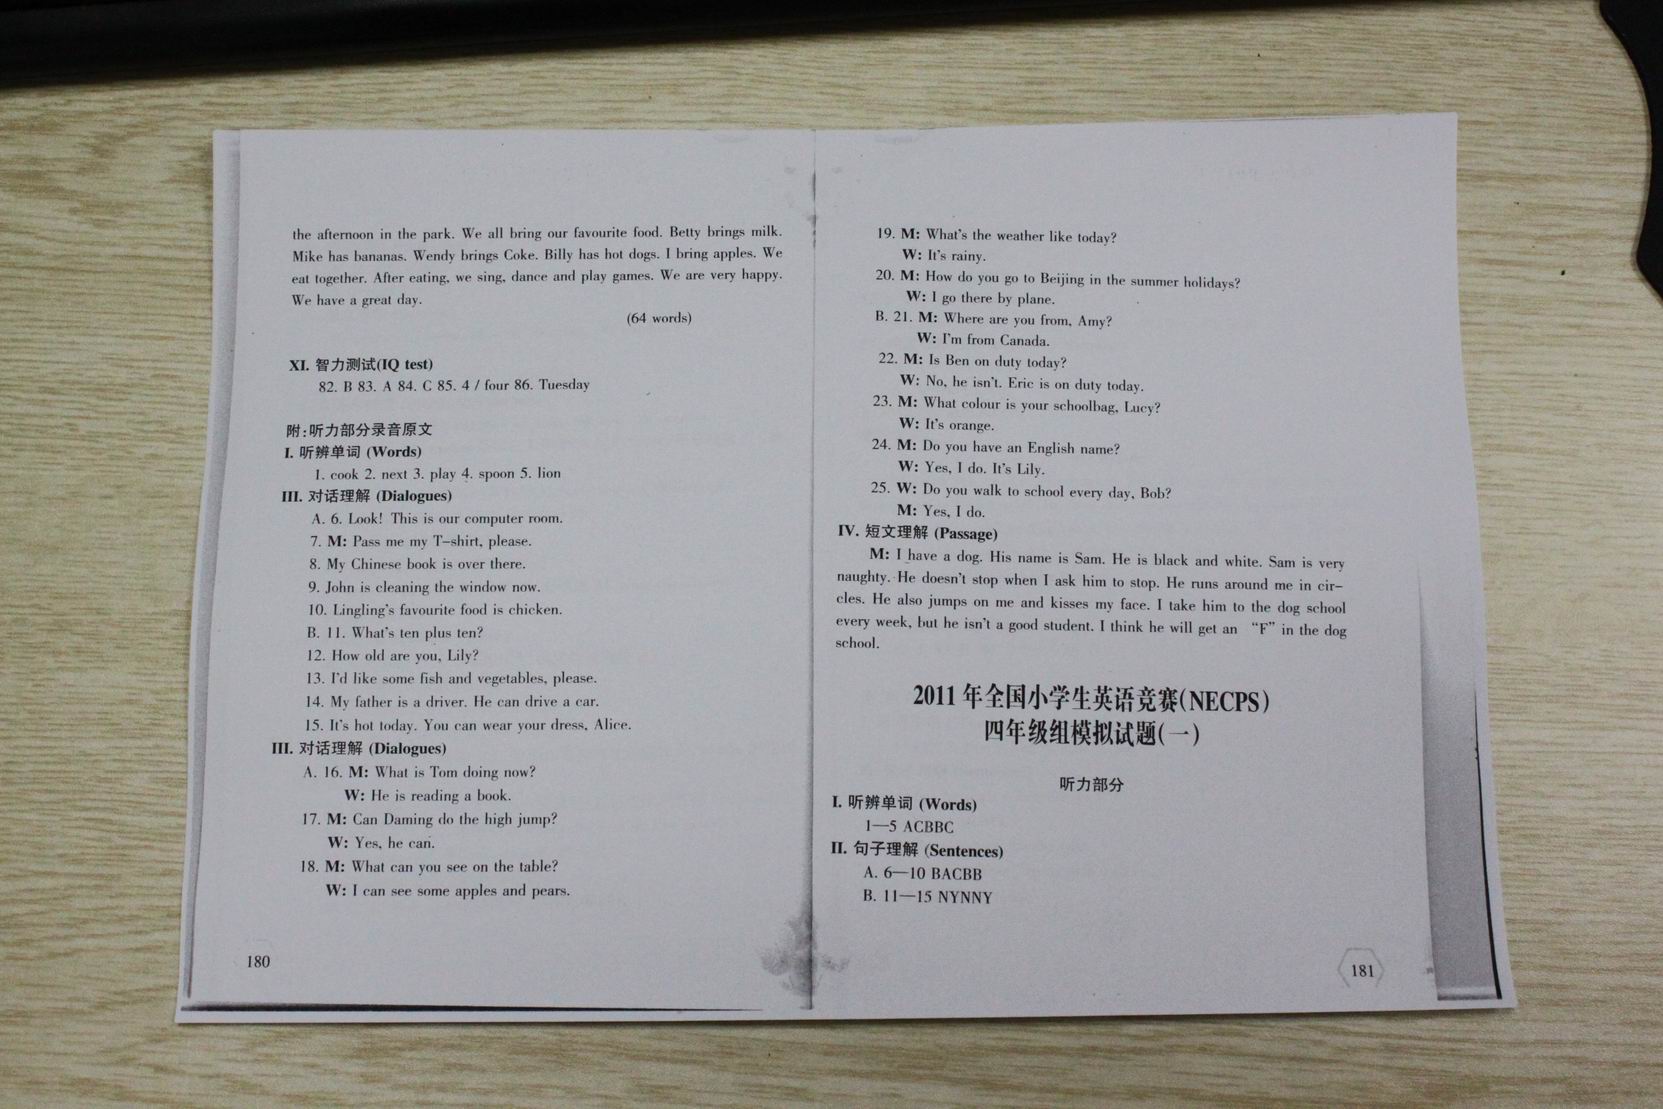 the afternoon in the park. We all bring our favourite food. Betty brings milk.
Mike has bananas. Wendy brings Coke. Billy has hot dogs. I bring apples. We
eat together. After eating, we sing, dance and play games. We are very happy.
We have a great day.
(64 words)
XI. 智力测试(IQ test)
82. B 83. A 84. C 85. 4 / four 86. Tuesday
附:听力部分录音原文
I. 听辨单词 (Words)
1. cook 2. next 3. play 4. spoon 5. lion
III. 对话理解 (Dialogues)
A. 6. Look! This is our computer room.
7. M: Pass me my T-shirt, please.
8. My Chinese book is over there.
9. John is cleaning the window now.
10. Lingling's favourite food is chicken.
B. 11. What's ten plus ten?
12. How old are you, Lily?
13. I'd like some fish and vegetables, please.
14. My father is a driver. He can drive a car.
15. It's hot today. You can wear your dress, Alice.
III. 对话理解 (Dialogues)
A. 16. M: What is Tom doing now?
W: He is reading a book.
17. M: Can Daming do the high jump?
W: Yes, he can.
18. M: What can you see on the table?
W: I can see some apples and pears.
180
19. M: What's the weather like today?
W: It's rainy.
20. M: How do you go to Beijing in the summer holidays?
W: I go there by plane.
B. 21. M: Where are you from, Amy?
W: I'm from Canada.
22. M: Is Ben on duty today?
W: No, he isn't. Eric is on duty today.
23. M: What colour is your schoolbag, Lucy?
W: It's orange.
24. M: Do you have an English name?
W: Yes, I do. It's Lily.
25. W: Do you walk to school every day, Bob?
M: Yes, I do.
IV. 短文理解 (Passage)
M: I have a dog. His name is Sam. He is black and white. Sam is very
naughty. He doesn't stop when I ask him to stop. He runs around me in cir-
cles. He also jumps on me and kisses my face. I take him to the dog school
every week, but he isn't a good student. I think he will get an “F” in the dog
school.
2011 年全国小学生英语竞赛(NECPS)
四年级组模拟试题(一)
听力部分
I. 听辨单词 (Words)
1—5 ACBBC
II. 句子理解 (Sentences)
A. 6—10 BACBB
B. 11—15 NYNNY
181